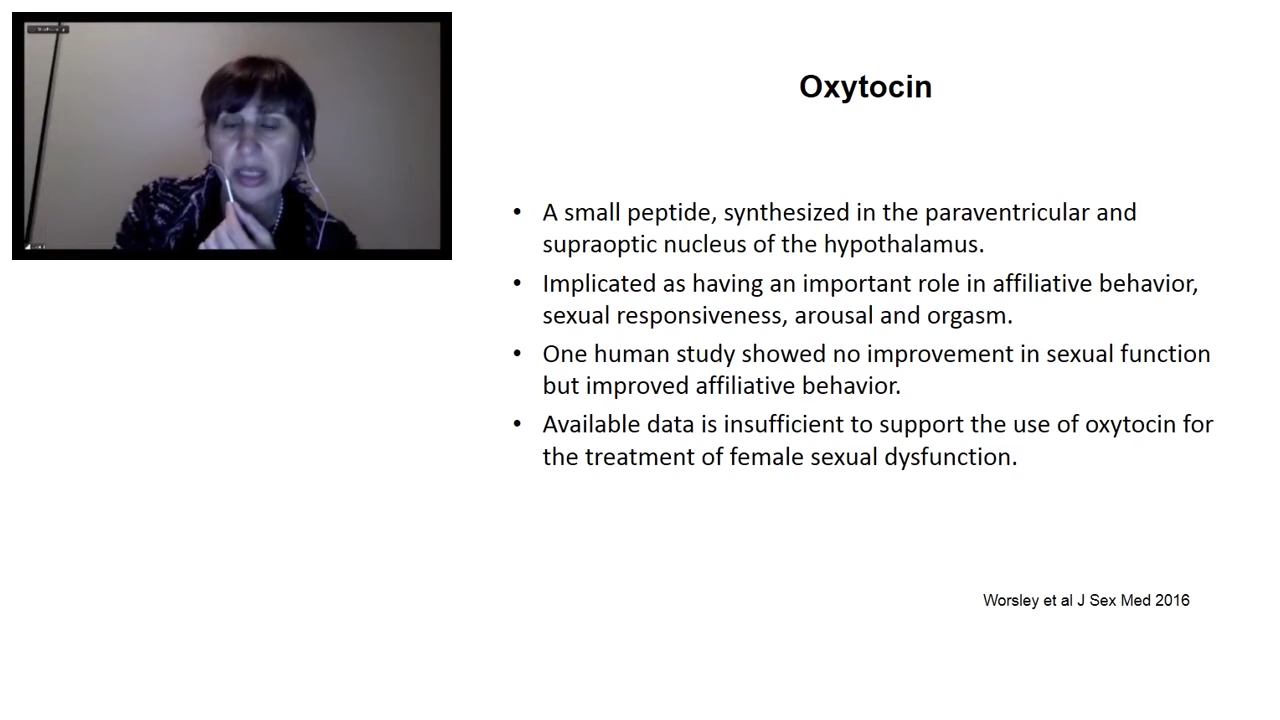 Oxytocin
• A small peptide, synthesized in the paraventricular and
supraoptic nucleus of the hypothalamus.
• Implicated as having an important role in affiliative behavior,
sexual responsiveness, arousal and orgasm.
• One human study showed no improvement in sexual function
but improved affiliative behavior.
• Available data is insufficient to support the use of oxytocin for
the treatment of female sexual dysfunction.
Worsley et al J Sex Med 2016